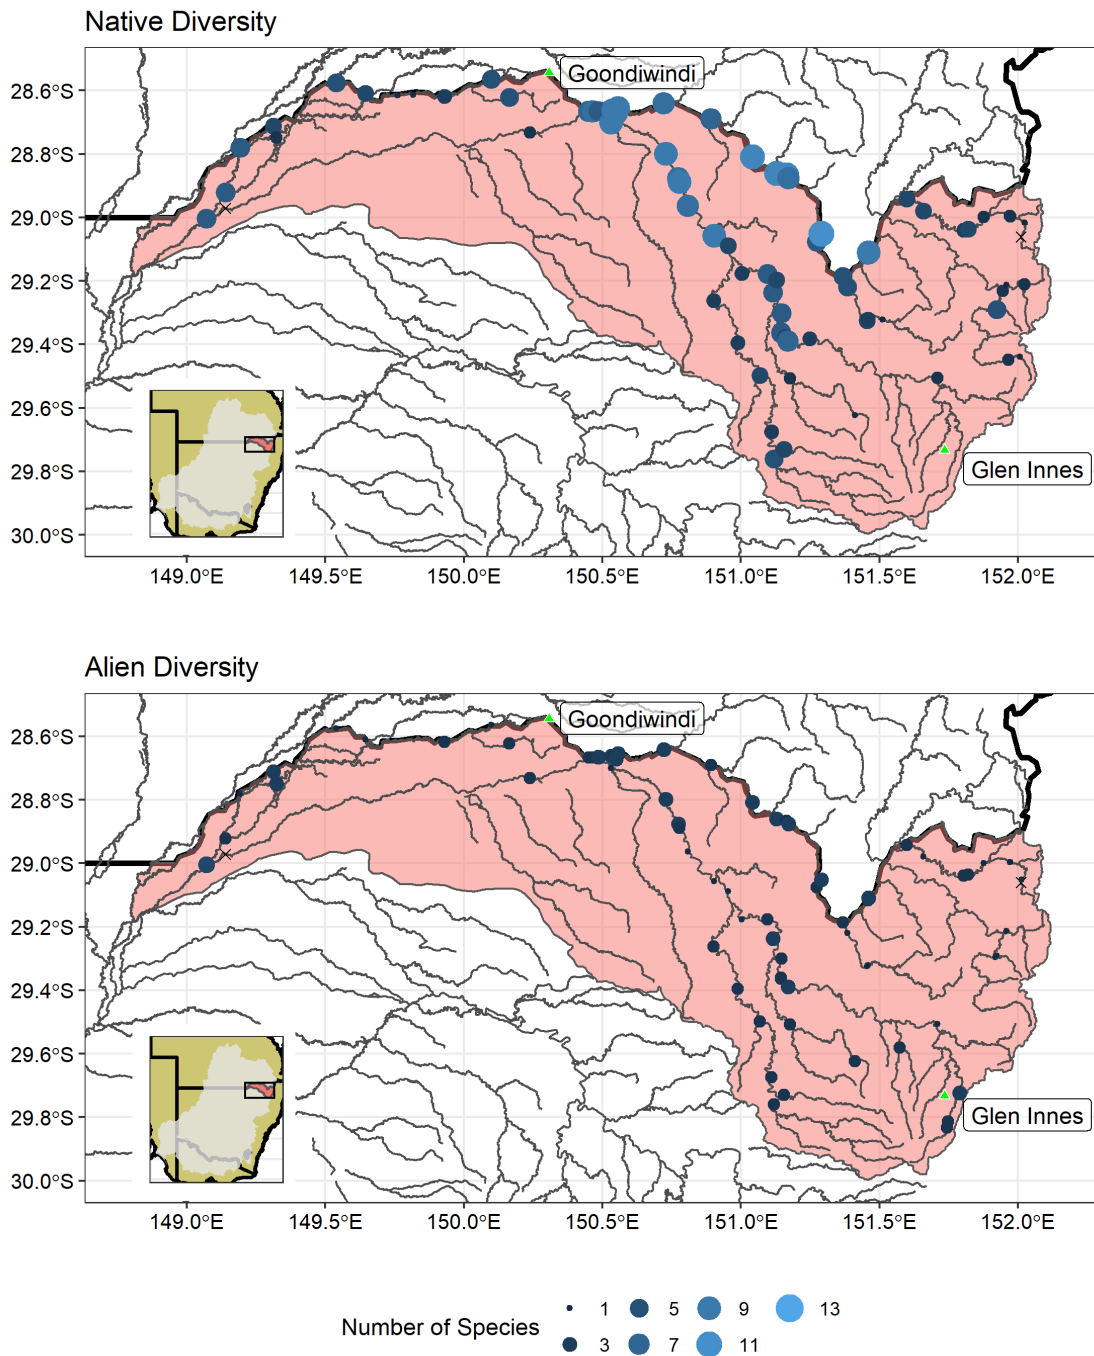 Native Diversity
Goondiwindi
28.6°S
28.8°S
29.0°S
29.2°S
29.4°S
29.6°S
29.8°S
30.0°S
Glen Innes
149.0°E 149.5°E 150.0°E 150.5°E 151.0°E 151.5°E 152.0°E
Alien Diversity
Goondiwindi
28.6°S
28.8°S
29.0°S
29.2°S
29.4°S
29.6°S
29.8°S
30.0°S
Glen Innes
149.0°E 149.5°E 150.0°E 150.5°E 151.0°E 151.5°E 152.0°E
Number of Species
1 5 9 13
3 7 11